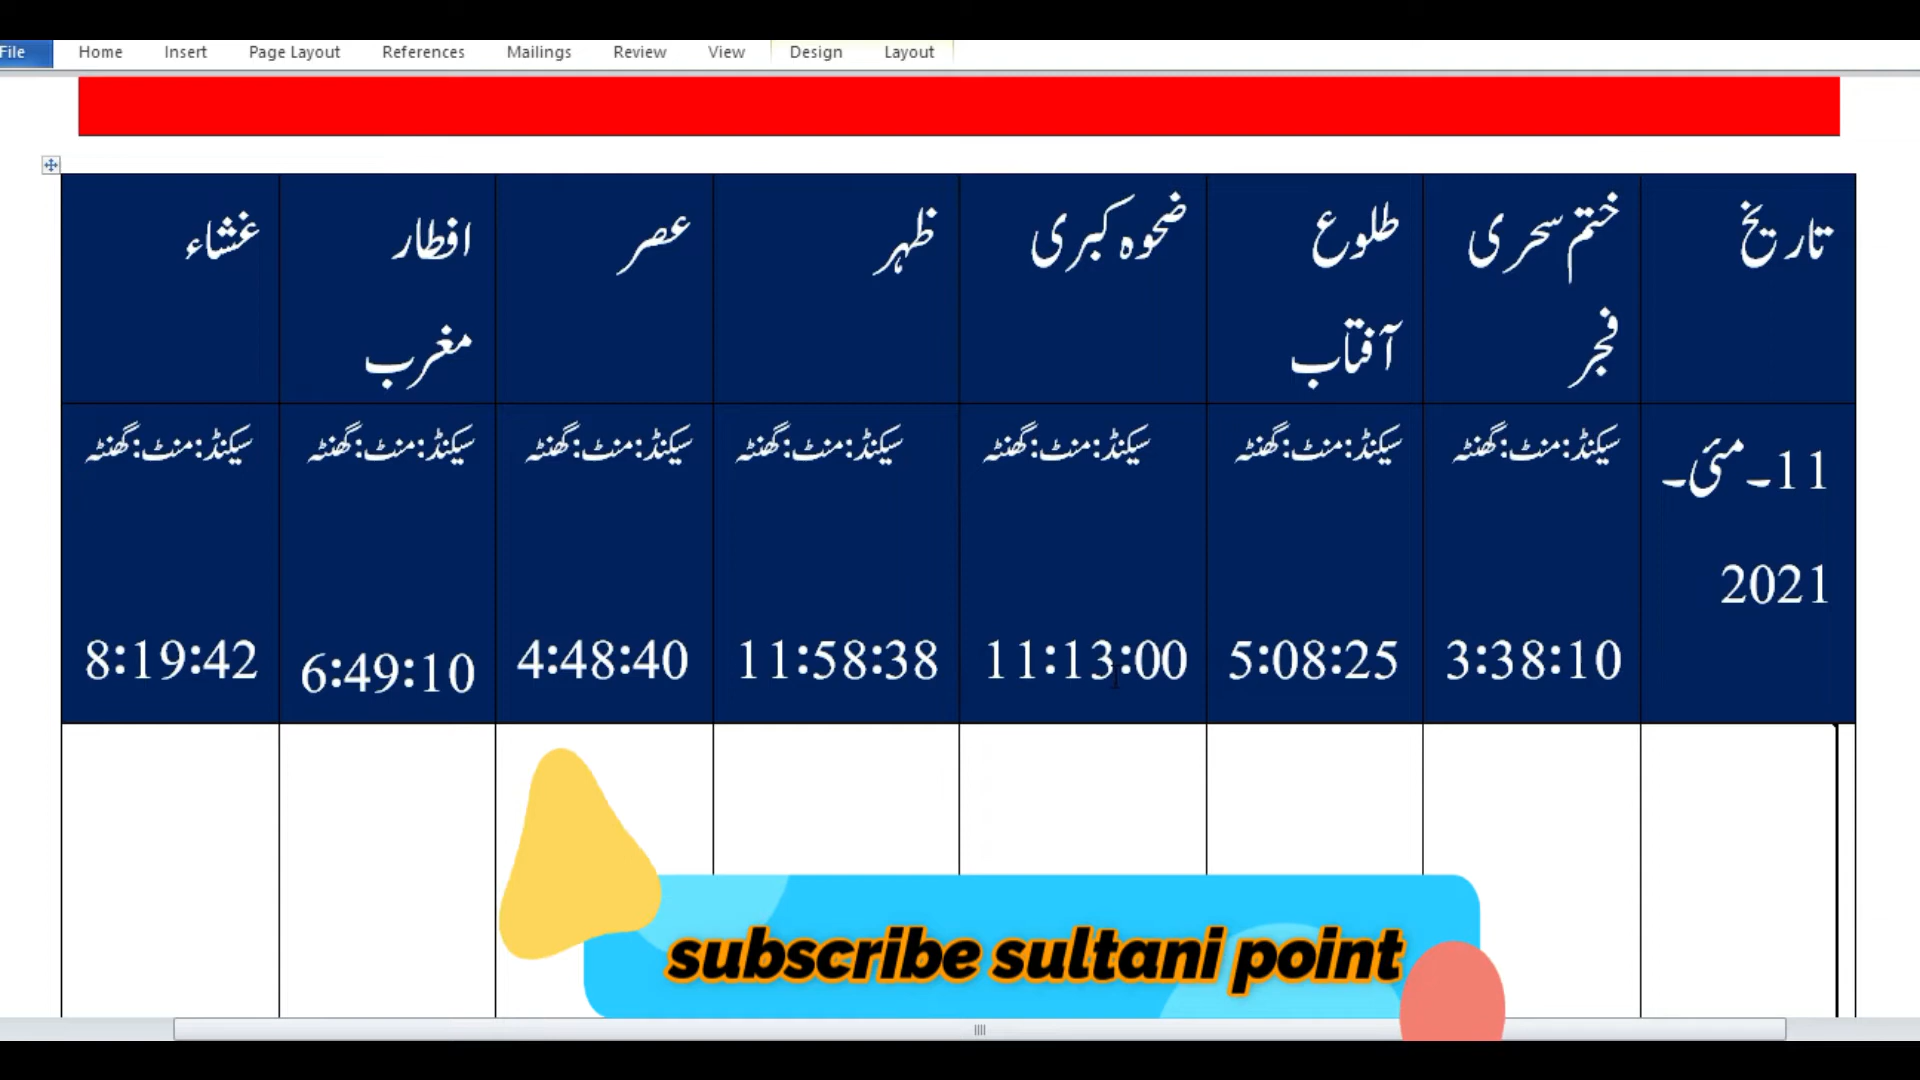 File Home Insert Page Layout References Mailings Review View Design Layout
تاریخ
ختم سحری
فجر
طلوع
آفتاب
ضحوہ کبری
ظہر
عصر
افطار
مغرب
غشاء
11۔مئی۔
2021
سیکنڈ:منٹ:گھنٹہ
3:38:10
سیکنڈ:منٹ:گھنٹہ
5:08:25
سیکنڈ:منٹ:گھنٹہ
11:13:00
سیکنڈ:منٹ:گھنٹہ
11:58:38
سیکنڈ:منٹ:گھنٹہ
4:48:40
سیکنڈ:منٹ:گھنٹہ
6:49:10
سیکنڈ:منٹ:گھنٹہ
8:19:42
subscribe sultani point